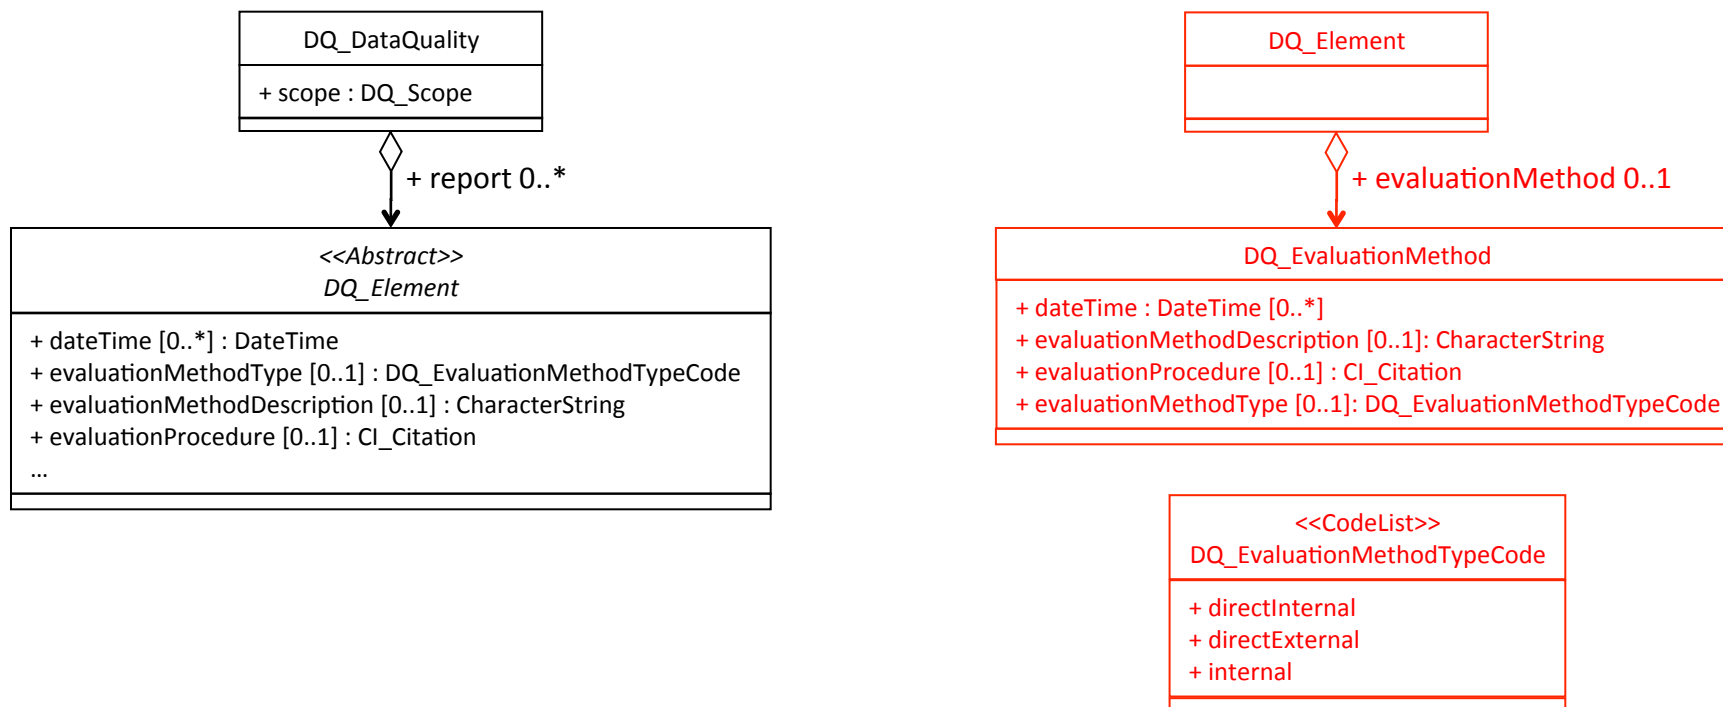 DQ_DataQuality
+ scope : DQ_Scope
+ report 0..*
<<Abstract>>
DQ_Element
+ dateTime [0..*] : DateTime
+ evaluationMethodType [0..1] : DQ_EvaluationMethodTypeCode
+ evaluationMethodDescription [0..1] : CharacterString
+ evaluationProcedure [0..1] : CI_Citation
...
DQ_Element
+ evaluationMethod 0..1
DQ_EvaluationMethod
+ dateTime : DateTime [0..*]
+ evaluationMethodDescription [0..1]: CharacterString
+ evaluationProcedure [0..1] : CI_Citation
+ evaluationMethodType [0..1]: DQ_EvaluationMethodTypeCode
<<CodeList>>
DQ_EvaluationMethodTypeCode
+ directInternal
+ directExternal
+ internal